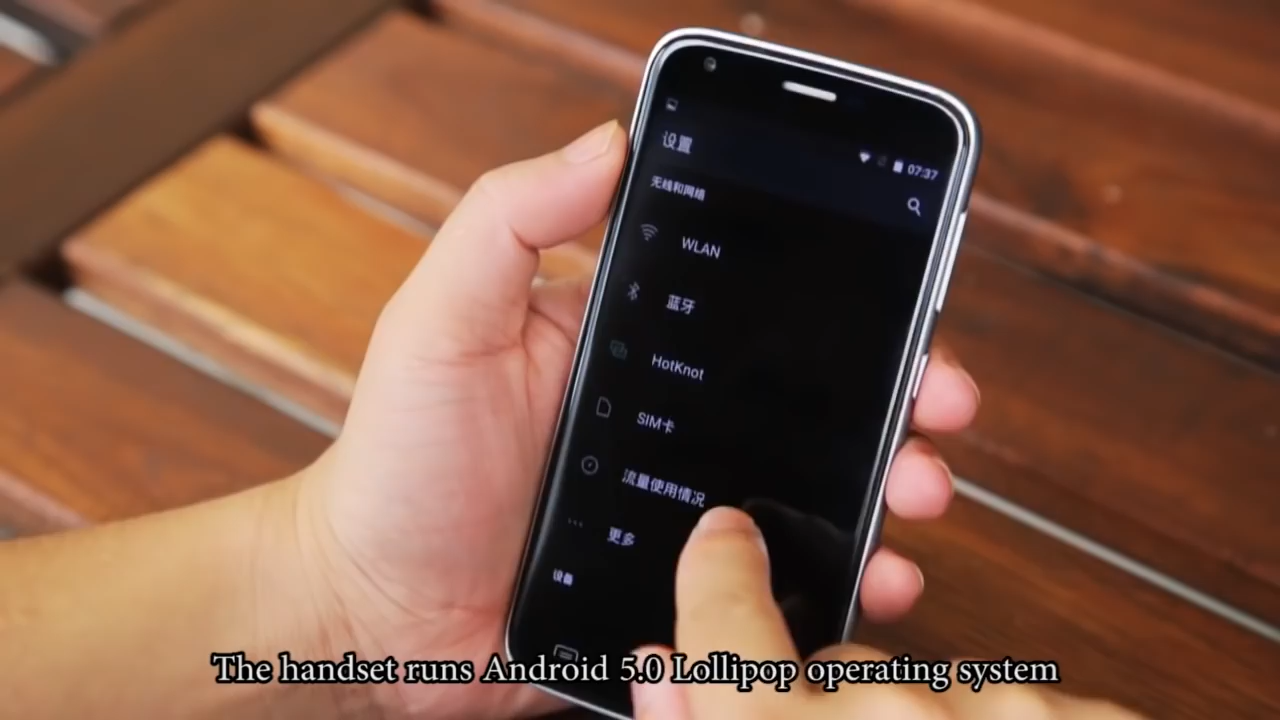 07:37
设置
无线和网络
WLAN
蓝牙
HotKnot
SIM卡
流量使用情况
更多
设备
The handset runs Android 5.0 Lollipop operating system